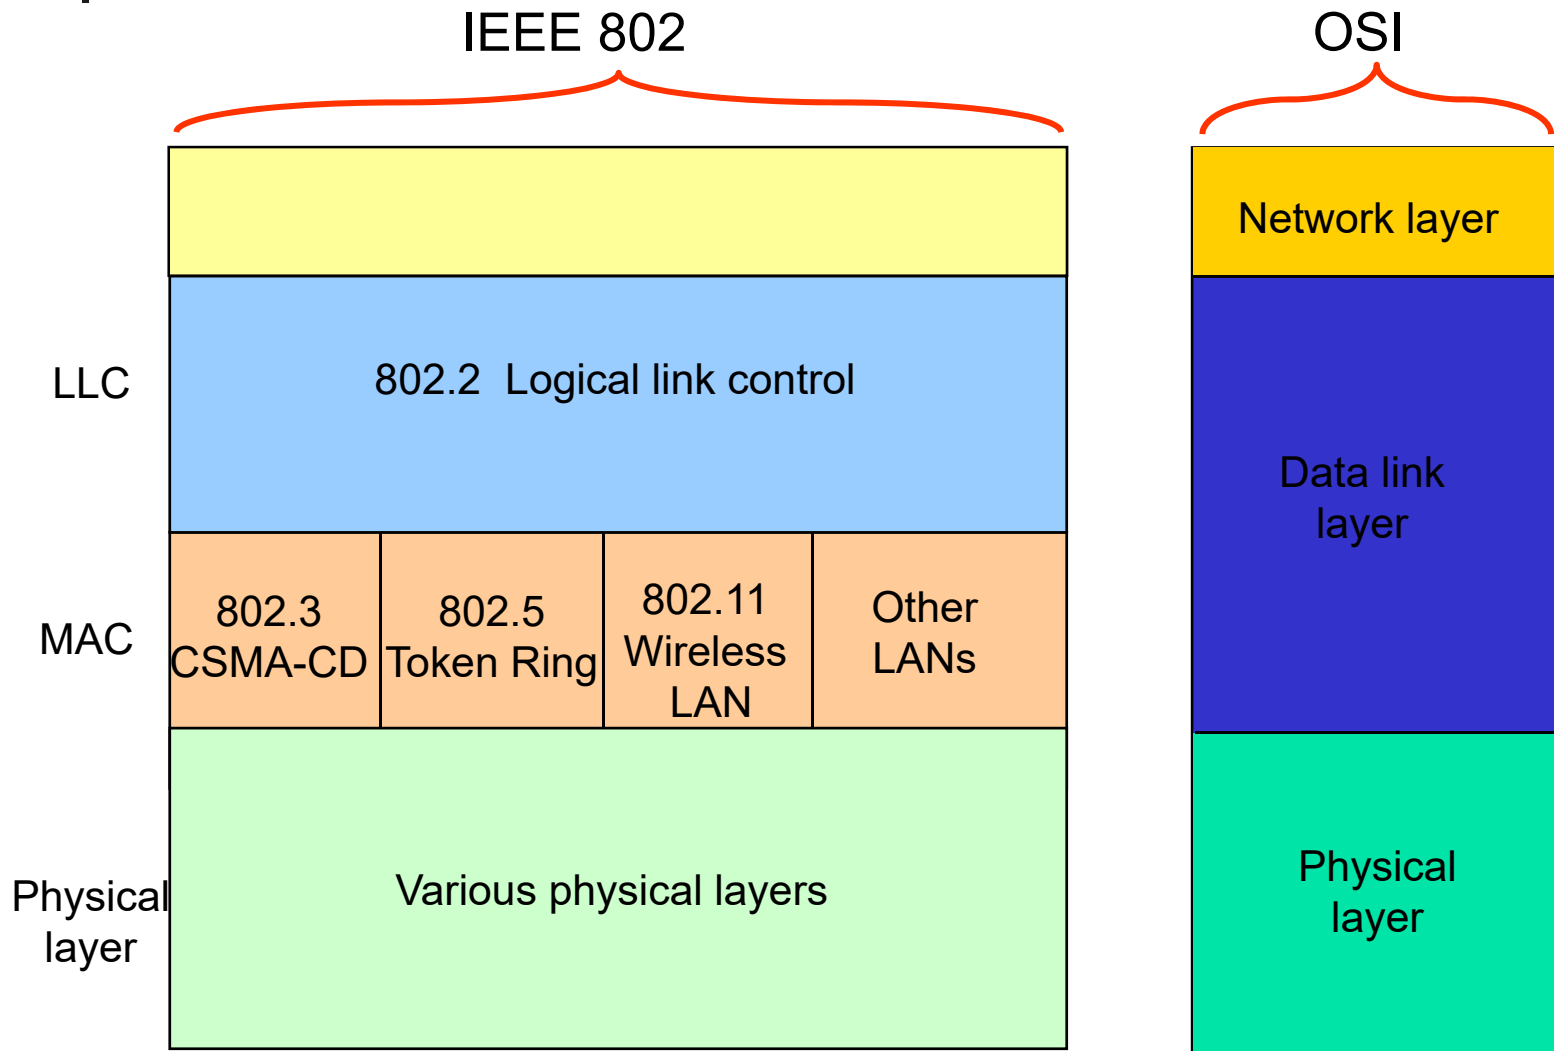 IEEE 802
OSI
Network layer
LLC
802.2 Logical link control
Data link
layer
MAC
802.3
CSMA-CD
802.5
Token Ring
802.11
Wireless
LAN
Other
LANs
Physical
layer
Various physical layers
Physical
layer